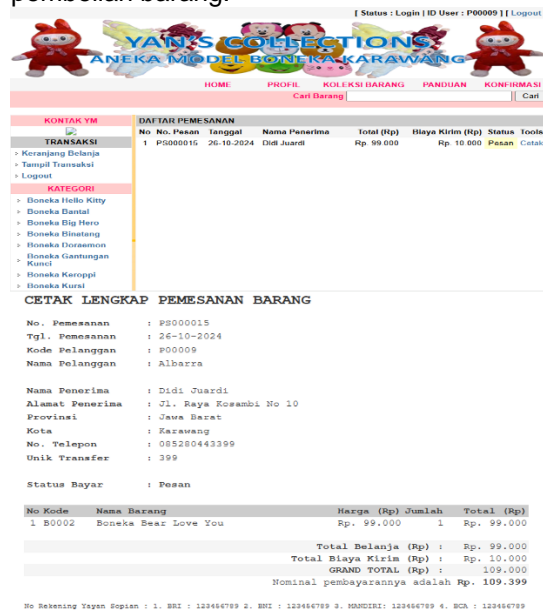 pembelian barang.
[ Status : Login | ID User : P00009 ] [ Logout
YAN'S COLLECTIONS
ANEKA MODEL BONEKA KARAWANG
HOME PROFIL KOLEKSI BARANG PANDUAN KONFIRMASI
Cari Barang Cari
KONTAK YM
TRANSAKSI
Keranjang Belanja
Tampil Transaksi
Logout
KATEGORI
Boneka Hello Kitty
Boneka Bantal
Boneka Big Hero
Boneka Binatang
Boneka Doraemon
Boneka Gantungan
Kunci
Boneka Keroppi
Boneka Kursi
DAFTAR PEMESANAN
No No. Pesan Tanggal Nama Penerima Total (Rp) Biaya Kirim (Rp) Status Tools
1 PS000015 26-10-2024 Didi Juardi Rp. 99.000 Rp. 10.000 Pesan Cetak
CETAK LENGKAP PEMESANAN BARANG
No. Pemesanan : PS000015
Tgl. Pemesanan : 26-10-2024
Kode Pelanggan : P00009
Nama Pelanggan : Albarra
Nama Penerima : Didi Juardi
Alamat Penerima : Jl. Raya Kosambi No 10
Provinsi : Jawa Barat
Kota : Karawang
No. Telepon : 085280443399
Unik Transfer : 399
Status Bayar : Pesan
No Kode Nama Barang Harga (Rp) Jumlah Total (Rp)
1 B0002 Boneka Bear Love You Rp. 99.000 1 Rp. 99.000
Total Belanja (Rp) : Rp. 99.000
Total Biaya Kirim (Rp) : Rp. 10.000
GRAND TOTAL (Rp) : 109.000
Nominal pembayarannya adalah Rp. 109.399
No Rekening Yayen Sopian : 1. BRI : 123456789 2. BNI : 123456789 3. MANDIRI: 123456789 4. BCA : 123456789